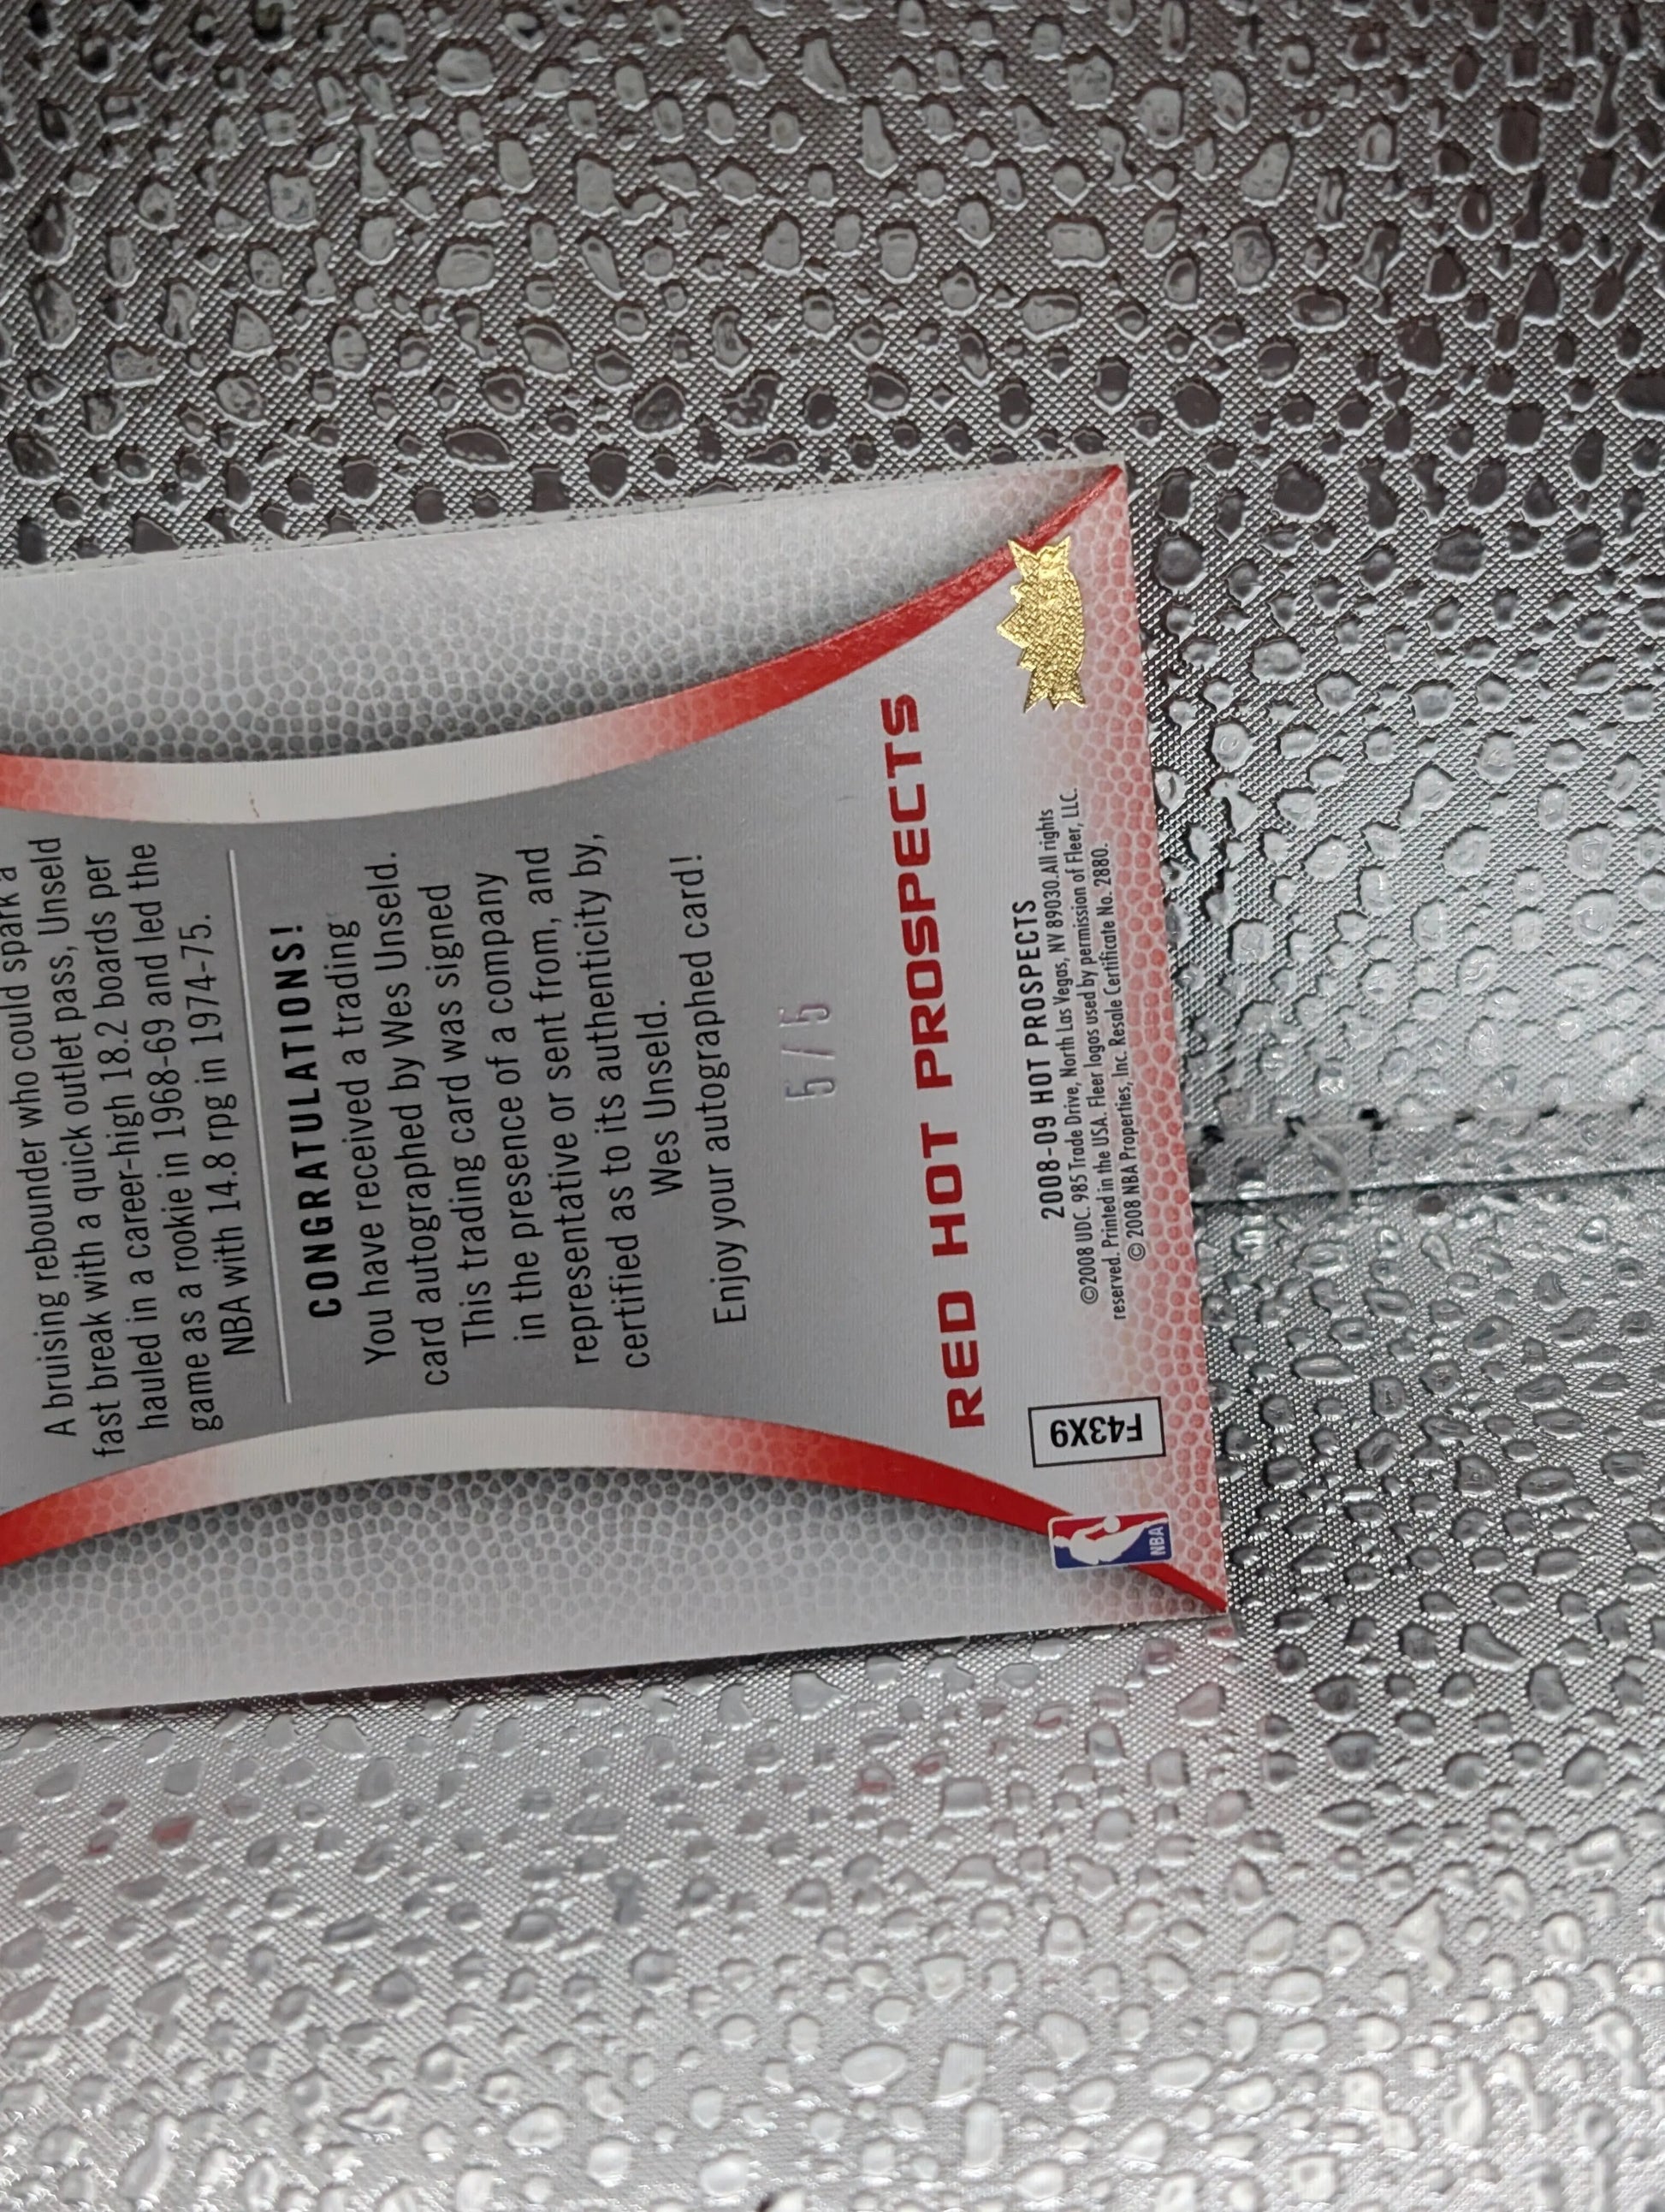 A bruising rebounder who could spark a
fast break with a quick outlet pass, Unseld
hauled in a career-high 18.2 boards per
game as a rookie in 1968-69 and led the
NBA with 14.8 rpg in 1974-75.
CONGRATULATIONS!
You have received a trading
card autographed by Wes Unseld.
This trading card was signed
in the presence of a company
representative or sent from, and
certified as to its authenticity by,
Wes Unseld.
Enjoy your autographed card!
5/5
RED HOT PROSPECTS
2008-09 HOT PROSPECTS
©2008 UDC. 985 Trade Drive, North Las Vegas, NV 89030. All rights
reserved. Printed in the USA. Fleer logos used by permission of Fleer, LLC.
© 2008 NBA Properties, Inc. Resale Certificate No. 2880.
F43X9
NBA